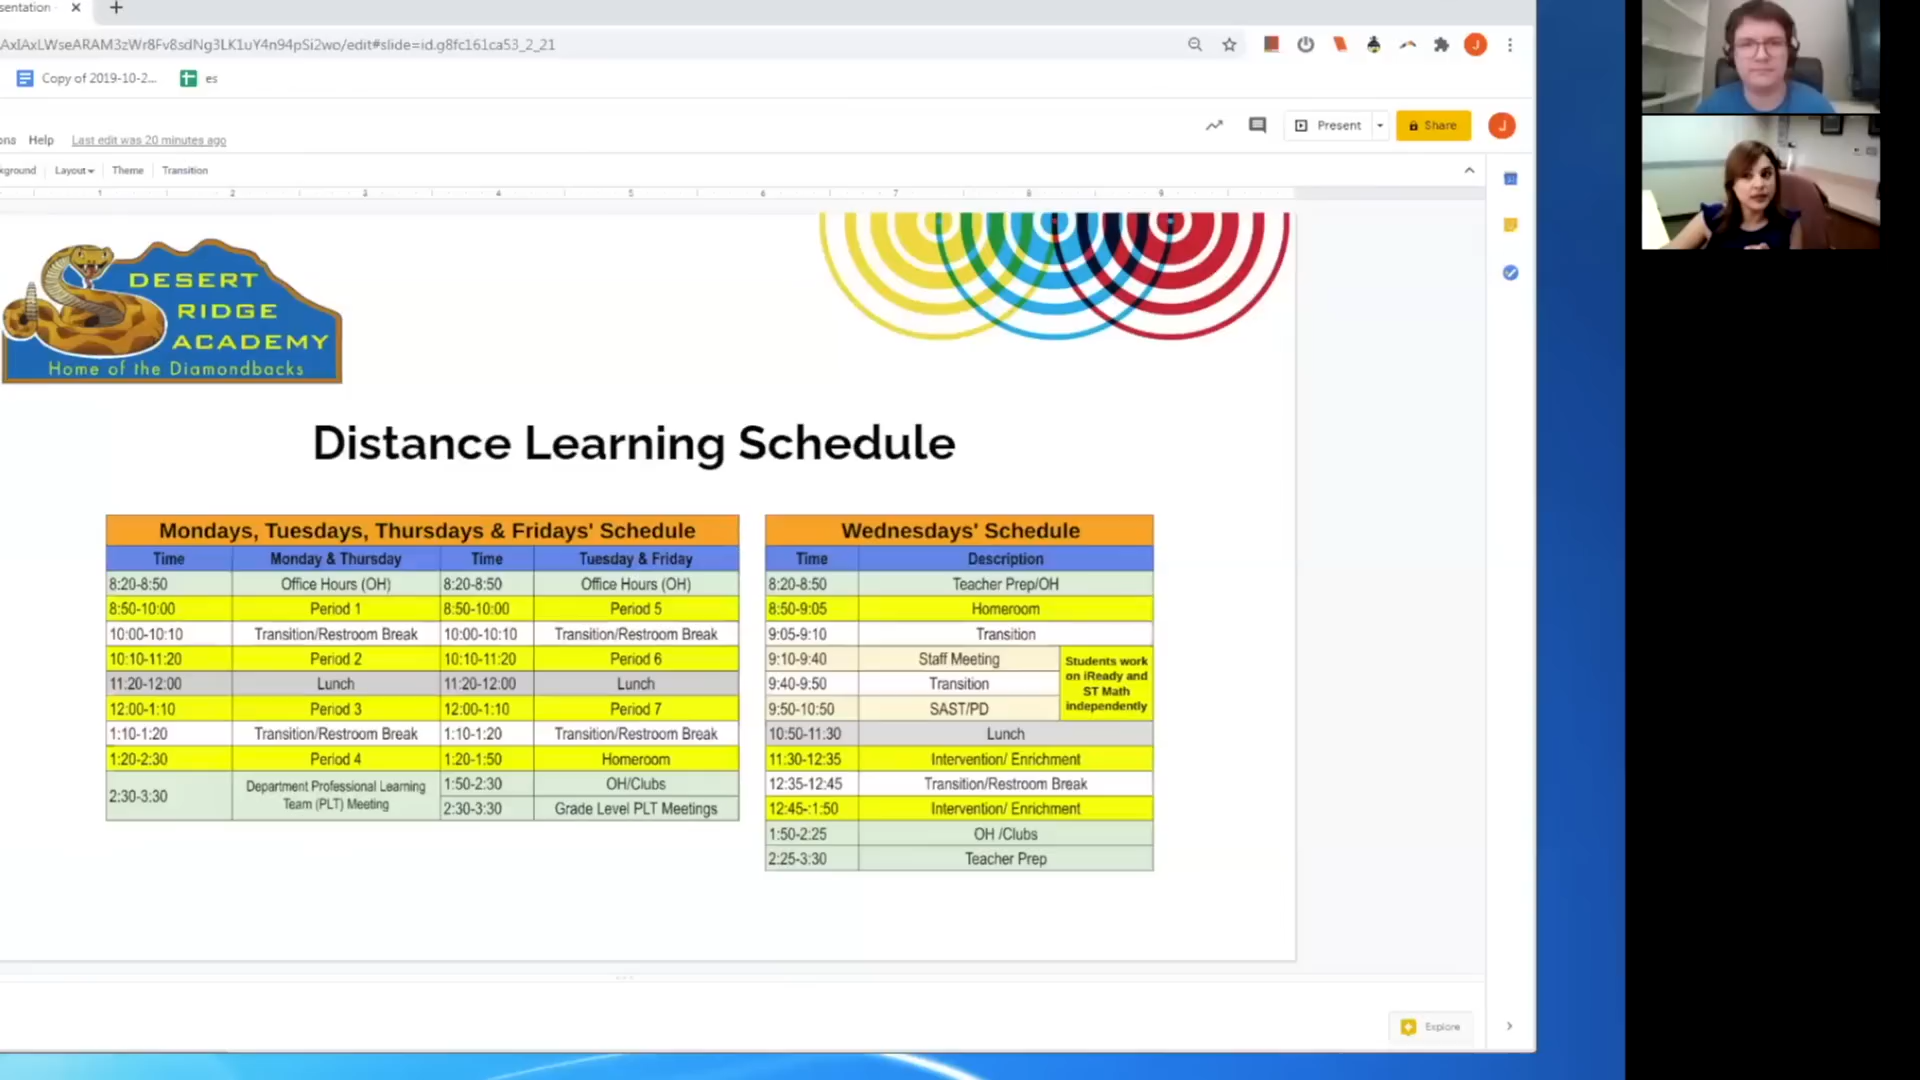 sentation
AxIAxLWseARAM3zWr8Fv8sdNg3LK1uY4n94pSi2wo/edit#slide=id.g8fc161ca53_2_21
J
Copy of 2019-10-2...
es
ons Help Last edit was 20 minutes ago
Present
Share
J
kground Layout Theme Transition
1 2 3 4 5 6 7 8 9
DESERT
RIDGE
ACADEMY
Home of the Diamondbacks
Distance Learning Schedule
Mondays, Tuesdays, Thursdays & Fridays' Schedule
Time Monday & Thursday Time Tuesday & Friday
8:20-8:50 Office Hours (OH) 8:20-8:50 Office Hours (OH)
8:50-10:00 Period 1 8:50-10:00 Period 5
10:00-10:10 Transition/Restroom Break 10:00-10:10 Transition/Restroom Break
10:10-11:20 Period 2 10:10-11:20 Period 6
11:20-12:00 Lunch 11:20-12:00 Lunch
12:00-1:10 Period 3 12:00-1:10 Period 7
1:10-1:20 Transition/Restroom Break 1:10-1:20 Transition/Restroom Break
1:20-2:30 Period 4 1:20-1:50 Homeroom
2:30-3:30 Department Professional Learning
Team (PLT) Meeting
1:50-2:30 OH/Clubs
2:30-3:30 Grade Level PLT Meetings
Wednesdays' Schedule
Time Description
8:20-8:50 Teacher Prep/OH
8:50-9:05 Homeroom
9:05-9:10 Transition
9:10-9:40 Staff Meeting
9:40-9:50 Transition
9:50-10:50 SAST/PD
Students work
on iReady and
ST Math
independently
10:50-11:30 Lunch
11:30-12:35 Intervention/ Enrichment
12:35-12:45 Transition/Restroom Break
12:45-:1:50 Intervention/ Enrichment
1:50-2:25 OH /Clubs
2:25-3:30 Teacher Prep
Explore